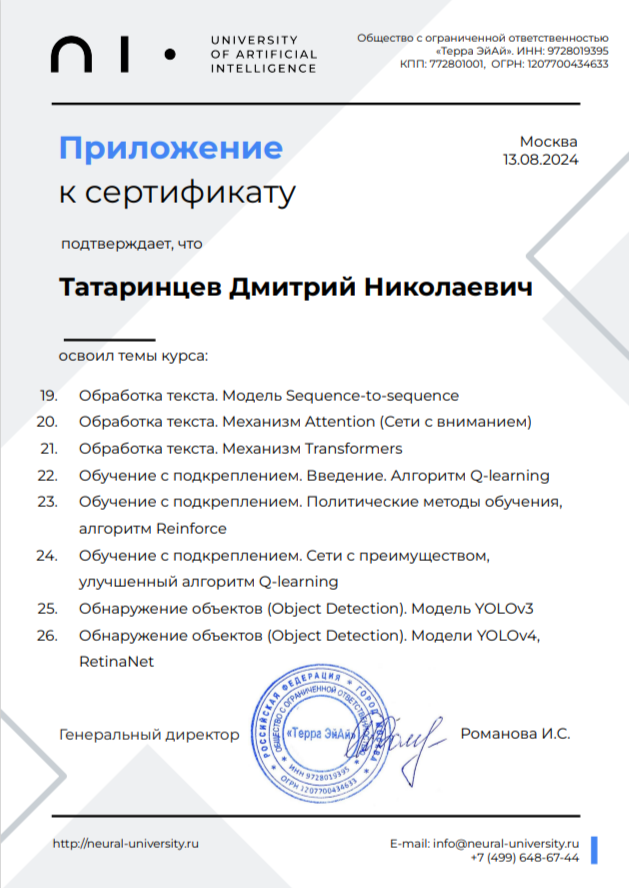 UNIVERSITY
OF ARTIFICIAL
INTELLIGENCE
Общество с ограниченной ответственностью
«Терра ЭйАй». ИНН: 9728019395
КПП: 772801001, ОГРН: 1207700434633
Приложение
к сертификату
Москва
13.08.2024
подтверждает, что
Татаринцев Дмитрий Николаевич
освоил темы курса:
19. Обработка текста. Модель Sequence-to-sequence
20. Обработка текста. Механизм Attention (Сети с вниманием)
21. Обработка текста. Механизм Transformers
22. Обучение с подкреплением. Введение. Алгоритм Q-learning
23. Обучение с подкреплением. Политические методы обучения,
алгоритм Reinforce
24. Обучение с подкреплением. Сети с преимуществом,
улучшенный алгоритм Q-learning
25. Обнаружение объектов (Object Detection). Модель YOLOv3
26. Обнаружение объектов (Object Detection). Модели YOLOv4,
RetinaNet
Генеральный директор
РОССИЙСКАЯ ФЕДЕРАЦИЯ * ГОРОД МОСКВА *
ОБЩЕСТВО С ОГРАНИЧЕННОЙ ОТВЕТСТВЕННОСТЬЮ
«Терра ЭйАй»
ИНН 9728019395
ОГРН 1207700434633
Романова И.С.
http://neural-university.ru
E-mail: info@neural-university.ru
+7 (499) 648-67-44